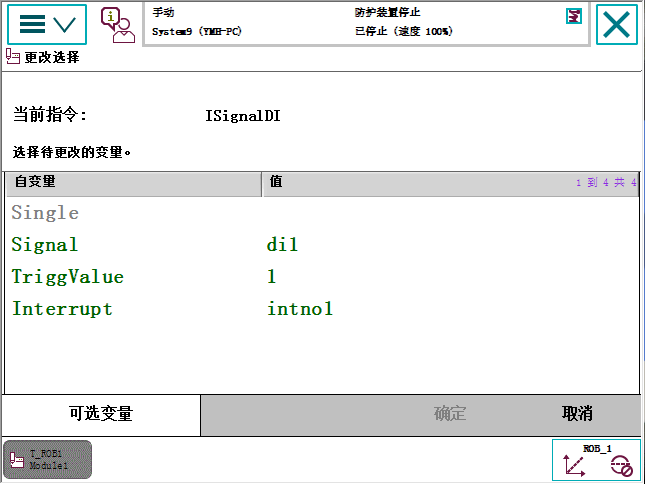 手动
防护装置停止
System9 (YMH-PC)
已停止 (速度 100%)
更改选择
当前指令: ISignalDI
选择待更改的变量。
自变量 值 1 到 4 共 4
Single
Signal di1
TriggValue 1
Interrupt intno1
可选变量 确定 取消
T_ROB1
Module1
ROB_1